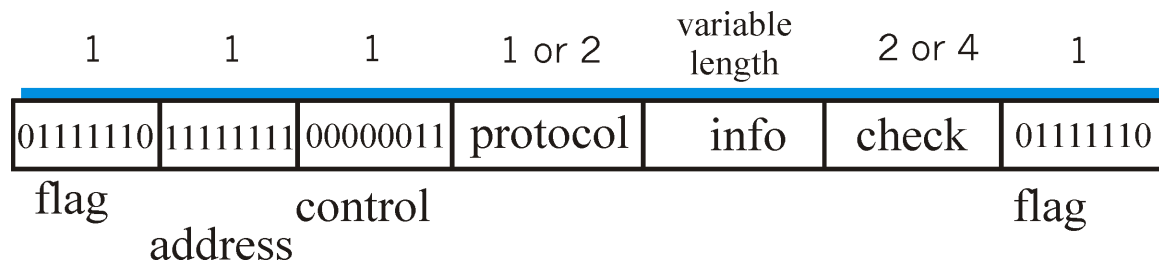 1 1 1 1 or 2 variable length 2 or 4 1
01111110 11111111 00000011 protocol info check 01111110
flag address control flag